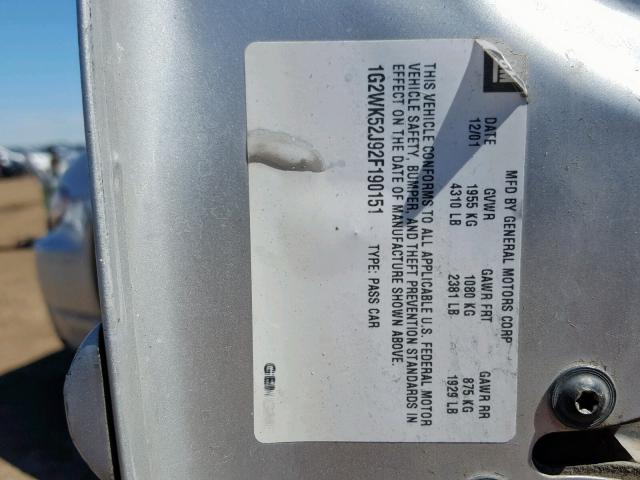 MFD BY GENERAL MOTORS CORP
DATE GVWR GAWR FRT GAWR RR
12/01 1955 KG 1080 KG 875 KG
4310 LB 2381 LB 1929 LB
THIS VEHICLE CONFORMS TO ALL APPLICABLE U.S. FEDERAL MOTOR
VEHICLE SAFETY, BUMPER, AND THEFT PREVENTION STANDARDS IN
EFFECT ON THE DATE OF MANUFACTURE SHOWN ABOVE.
1G2WK52J92F190151 TYPE: PASS CAR